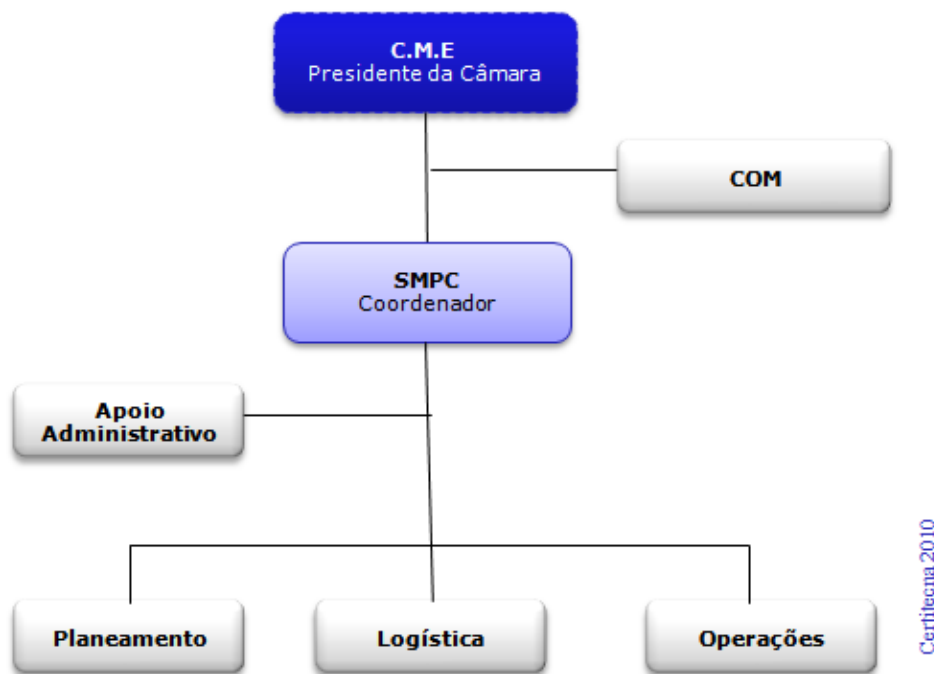 C.M.E
Presidente da Câmara
COM
SMPC
Coordenador
Apoio
Administrativo
Planeamento
Logística
Operações
Certitecna 2010